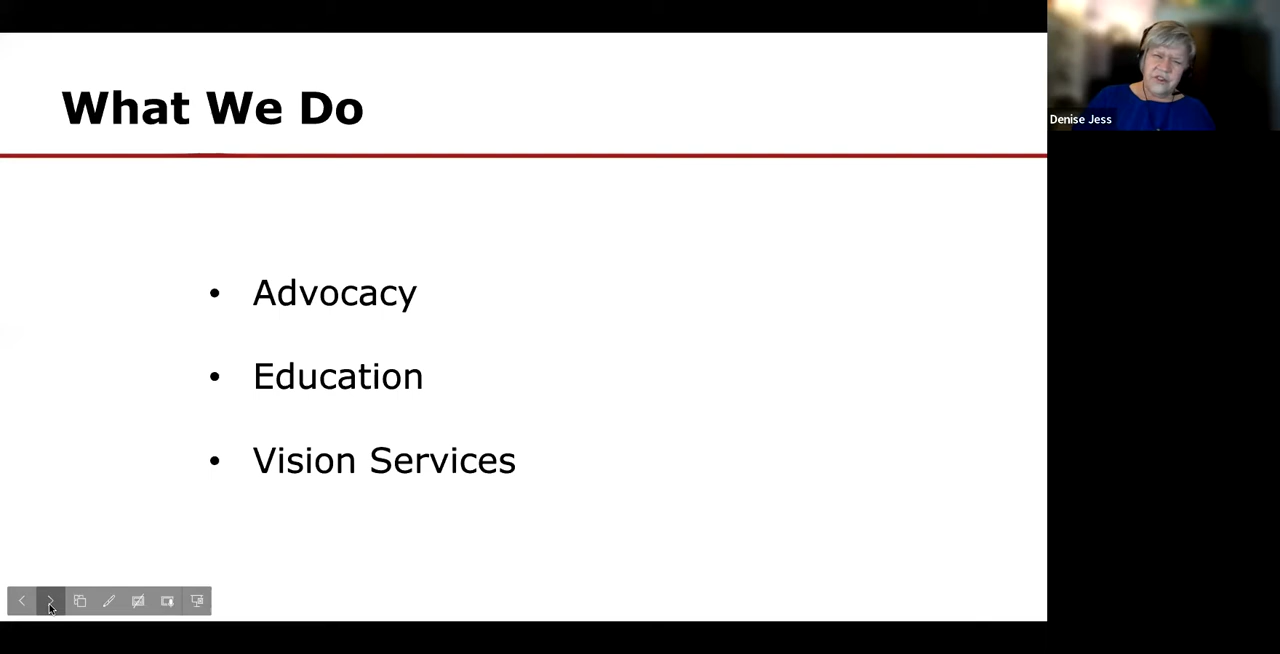 What We Do
• Advocacy
• Education
• Vision Services
Denise Jess